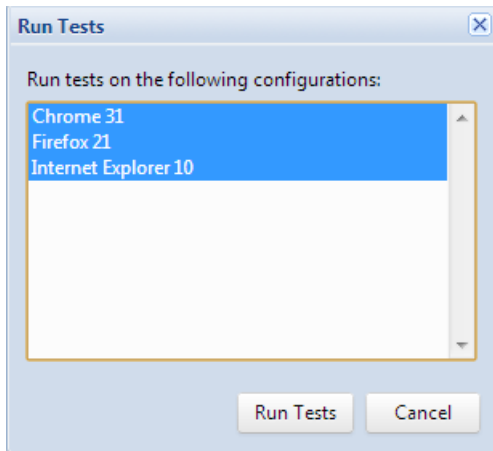 Run Tests
Run tests on the following configurations:
Chrome 31
Firefox 21
Internet Explorer 10
Run Tests
Cancel